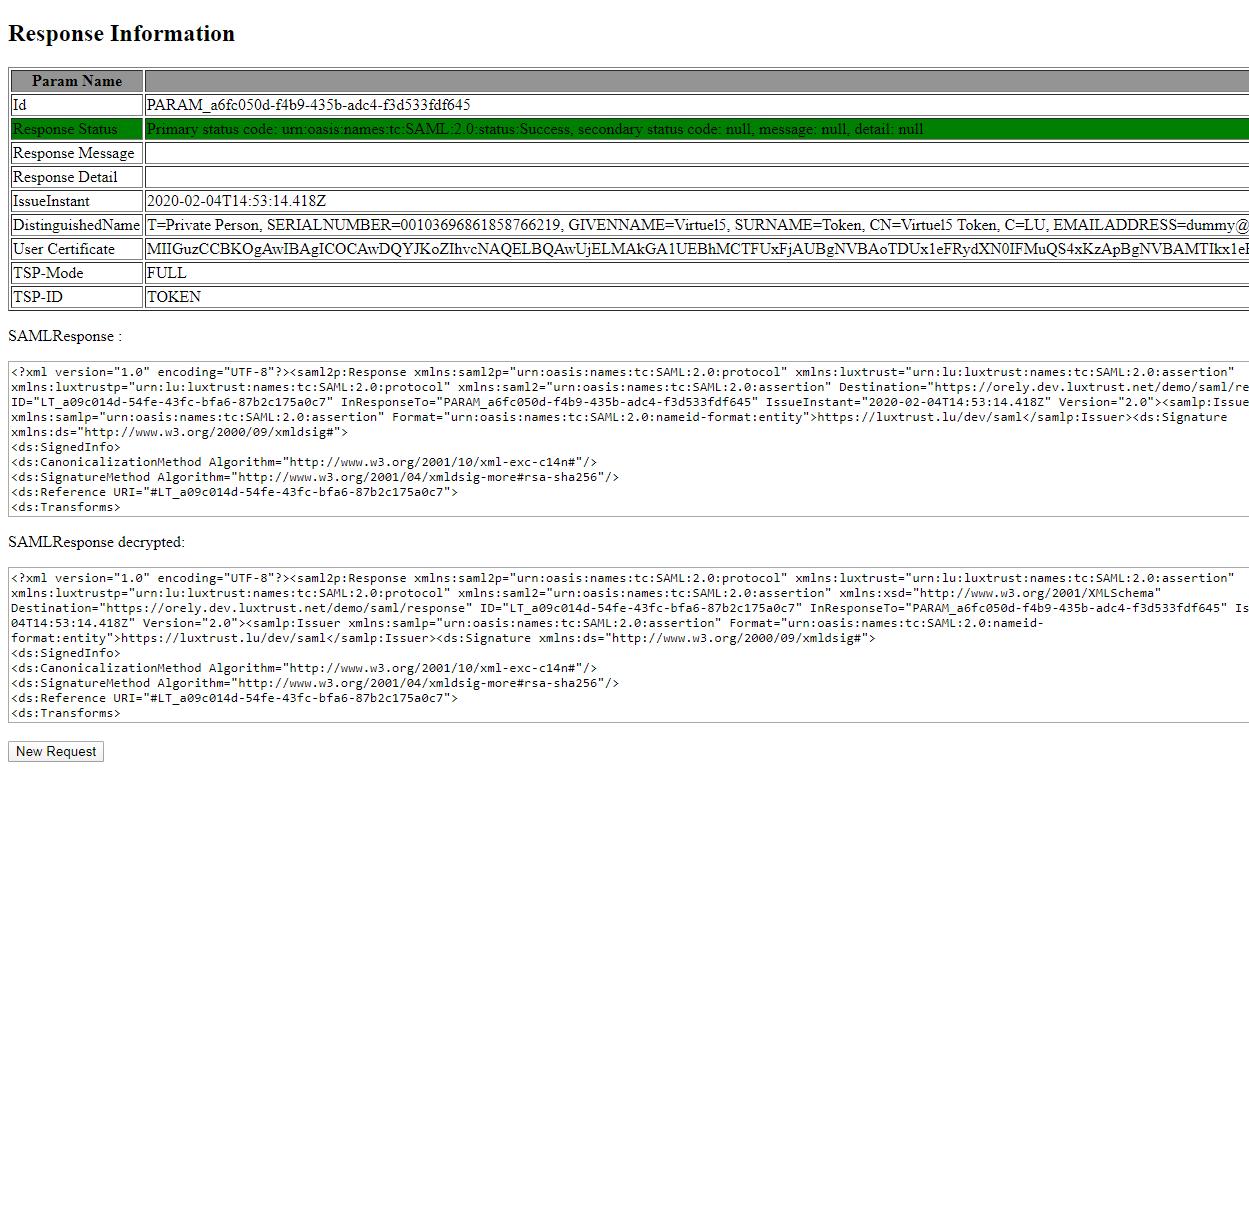 Response Information
Param Name
Id PARAM_a6fc050d-f4b9-435b-adc4-f3d533fdf645
Response Status Primary status code: urn:oasis:names:tc:SAML:2.0:status:Success, secondary status code: null, message: null, detail: null
Response Message
Response Detail
IssueInstant 2020-02-04T14:53:14.418Z
DistinguishedName T=Private Person, SERIALNUMBER=00103696861858766219, GIVENNAME=Virtuel5, SURNAME=Token, CN=Virtuel5 Token, C=LU, EMAILADDRESS=dummy@
User Certificate MIIGuzCCBKOgAwIBAgICOCAwDQYJKoZIhvcNAQELBQAwUjELMAkGA1UEBhMCTFUxFjAUBgNVBAoTDUx1eFRydXN0IFMuQS4xKzApBgNVBAMTIkx1eF
TSP-Mode FULL
TSP-ID TOKEN
SAMLResponse :
<?xml version="1.0" encoding="UTF-8"?><saml2p:Response xmlns:saml2p="urn:oasis:names:tc:SAML:2.0:protocol" xmlns:luxtrust="urn:lu:luxtrust:names:tc:SAML:2.0:assertion"
xmlns:luxtrustp="urn:lu:luxtrust:names:tc:SAML:2.0:protocol" xmlns:saml2="urn:oasis:names:tc:SAML:2.0:assertion" Destination="https://orely.dev.luxtrust.net/demo/saml/re
ID="LT_a09c014d-54fe-43fc-bfa6-87b2c175a0c7" InResponseTo="PARAM_a6fc050d-f4b9-435b-adc4-f3d533fdf645" IssueInstant="2020-02-04T14:53:14.418Z" Version="2.0"><samlp:Issue
xmlns:samlp="urn:oasis:names:tc:SAML:2.0:assertion" Format="urn:oasis:names:tc:SAML:2.0:nameid-format:entity">https://luxtrust.lu/dev/saml</samlp:Issuer><ds:Signature
xmlns:ds="http://www.w3.org/2000/09/xmldsig#">
<ds:SignedInfo>
<ds:CanonicalizationMethod Algorithm="http://www.w3.org/2001/10/xml-exc-c14n#"/>
<ds:SignatureMethod Algorithm="http://www.w3.org/2001/04/xmldsig-more#rsa-sha256"/>
<ds:Reference URI="#LT_a09c014d-54fe-43fc-bfa6-87b2c175a0c7">
<ds:Transforms>
SAMLResponse decrypted:
<?xml version="1.0" encoding="UTF-8"?><saml2p:Response xmlns:saml2p="urn:oasis:names:tc:SAML:2.0:protocol" xmlns:luxtrust="urn:lu:luxtrust:names:tc:SAML:2.0:assertion"
xmlns:luxtrustp="urn:lu:luxtrust:names:tc:SAML:2.0:protocol" xmlns:saml2="urn:oasis:names:tc:SAML:2.0:assertion" xmlns:xsd="http://www.w3.org/2001/XMLSchema"
Destination="https://orely.dev.luxtrust.net/demo/saml/response" ID="LT_a09c014d-54fe-43fc-bfa6-87b2c175a0c7" InResponseTo="PARAM_a6fc050d-f4b9-435b-adc4-f3d533fdf645" Is
04T14:53:14.418Z" Version="2.0"><samlp:Issuer xmlns:samlp="urn:oasis:names:tc:SAML:2.0:assertion" Format="urn:oasis:names:tc:SAML:2.0:nameid-
format:entity">https://luxtrust.lu/dev/saml</samlp:Issuer><ds:Signature xmlns:ds="http://www.w3.org/2000/09/xmldsig#">
<ds:SignedInfo>
<ds:CanonicalizationMethod Algorithm="http://www.w3.org/2001/10/xml-exc-c14n#"/>
<ds:SignatureMethod Algorithm="http://www.w3.org/2001/04/xmldsig-more#rsa-sha256"/>
<ds:Reference URI="#LT_a09c014d-54fe-43fc-bfa6-87b2c175a0c7">
<ds:Transforms>
New Request